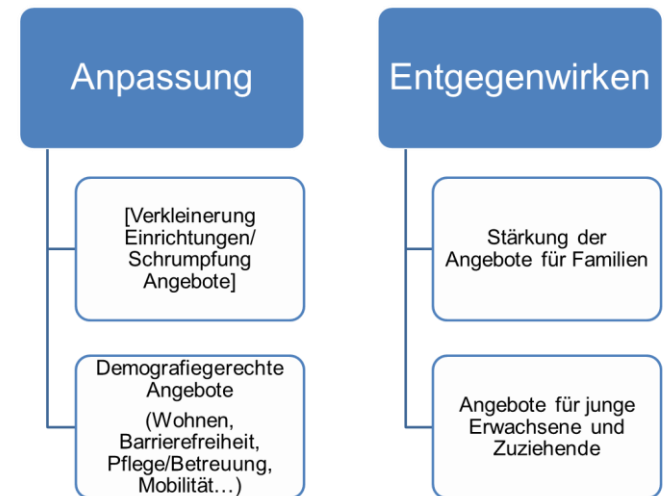 Anpassung
[Verkleinerung
Einrichtungen/
Schrumpfung
Angebote]
Demografiegerechte
Angebote
(Wohnen,
Barrierefreiheit,
Pflege/Betreuung,
Mobilität…)
Entgegenwirken
Stärkung der
Angebote für Familien
Angebote für junge
Erwachsene und
Zuziehende